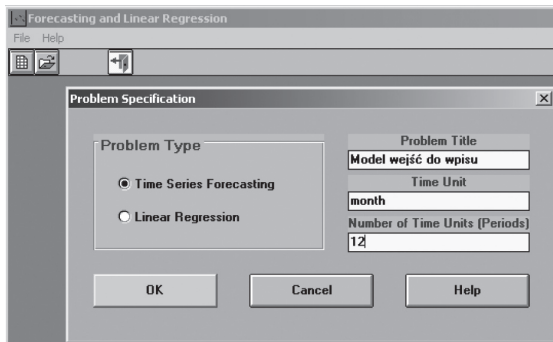 Forecasting and Linear Regression
File Help
Problem Specification
Problem Type
Time Series Forecasting
Linear Regression
Problem Title
Model wejść do wpisu
Time Unit
month
Number of Time Units (Periods)
12
OK Cancel Help